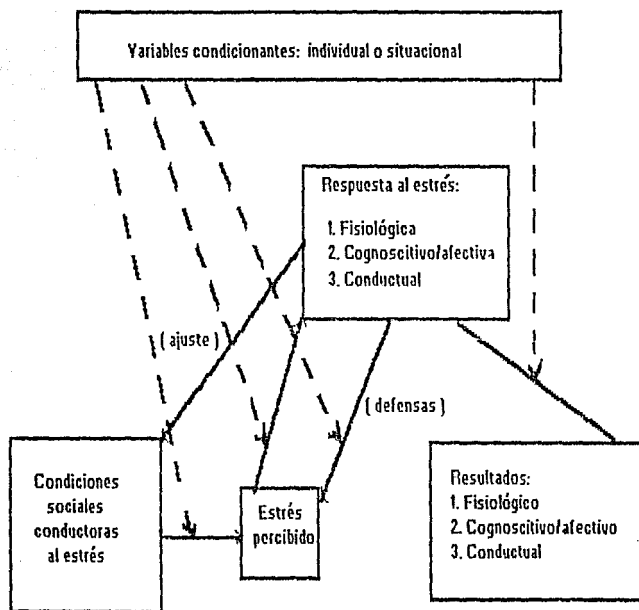 Variables condicionantes: individual o situacional
Respuesta al estrés:
1. Fisiológica
2. Cognoscitivo/afectiva
3. Conductual
( ajuste )
( defensas )
Condiciones
sociales
conductoras
al estrés
Estrés
percibido
Resultados:
1. Fisiológico
2. Cognoscitivo/afectivo
3. Conductual